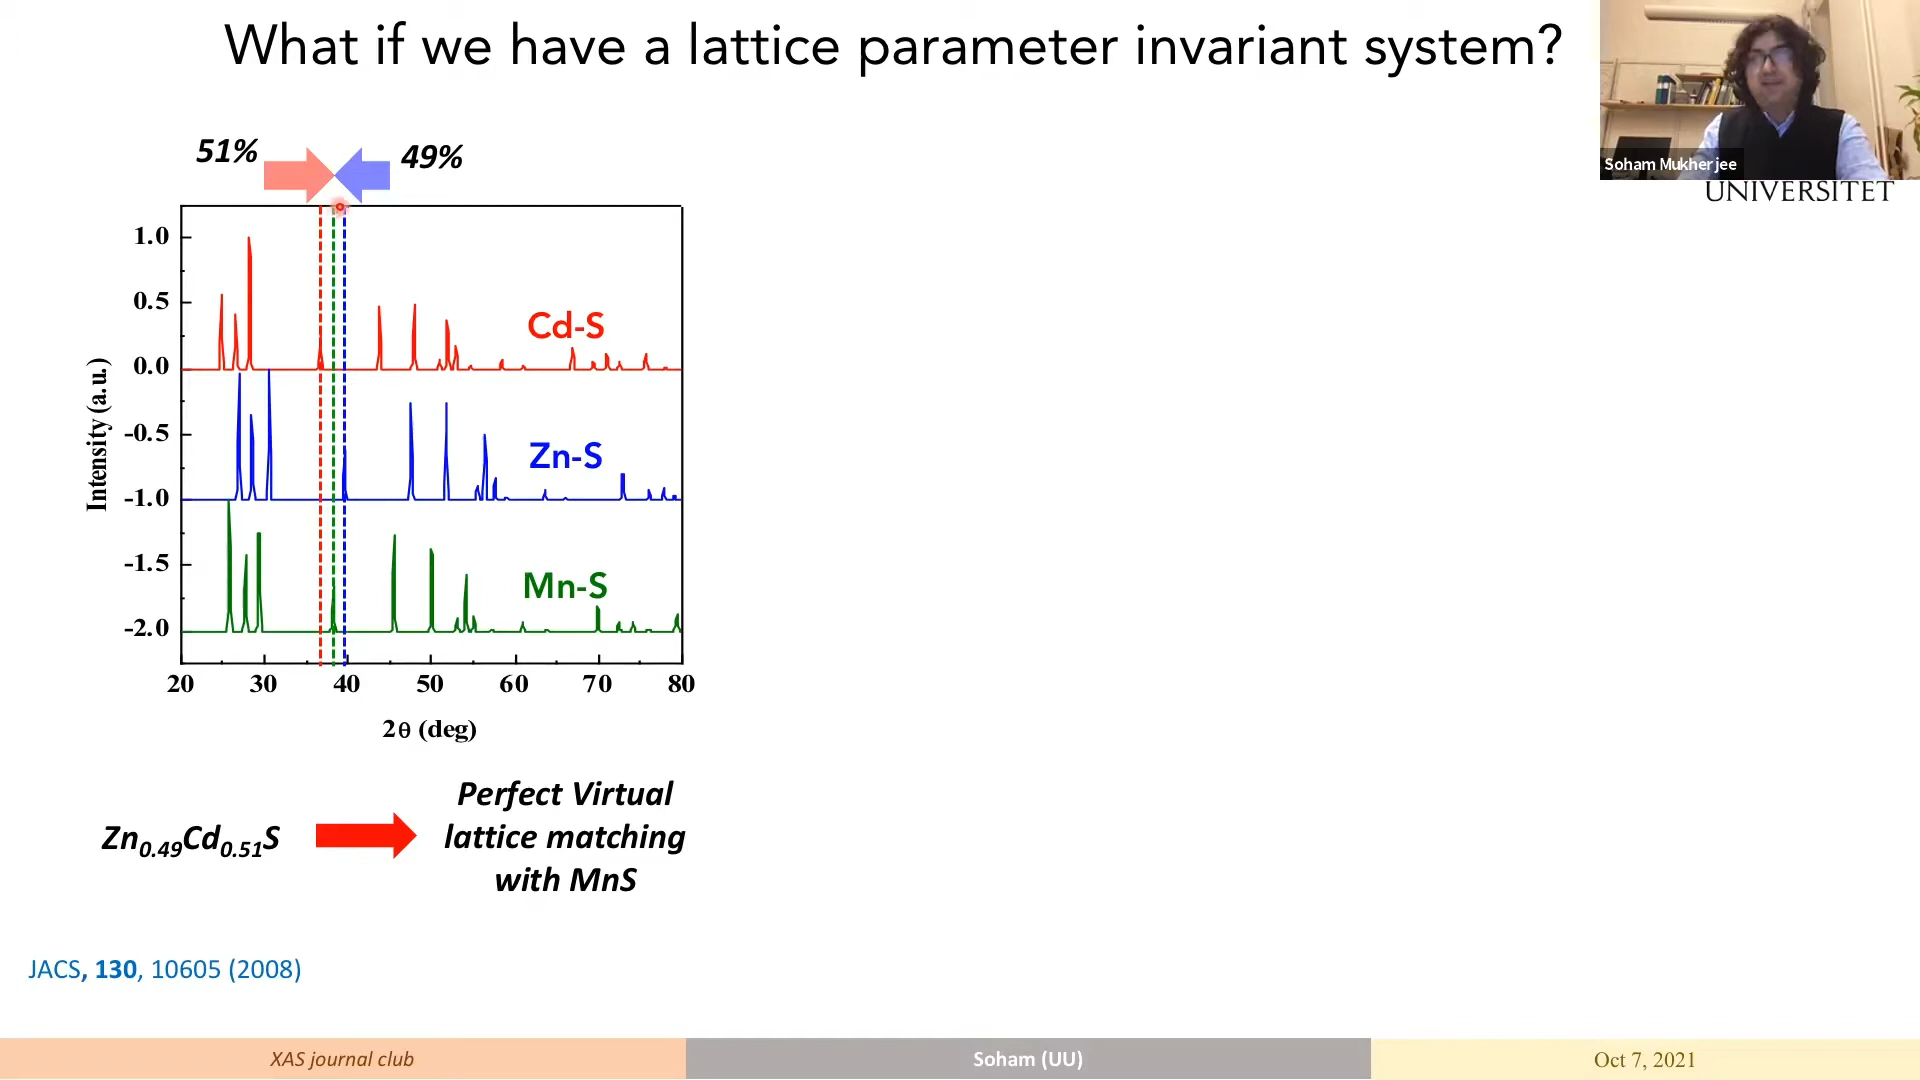 What if we have a lattice parameter invariant system?
Soham Mukherjee
UNIVERSITET
51%
49%
1.0
0.5
0.0
-0.5
-1.0
-1.5
-2.0
Intensity (a.u.)
Cd-S
Zn-S
Mn-S
20 30 40 50 60 70 80
2θ (deg)
Zn0.49Cd0.51S
Perfect Virtual
lattice matching
with MnS
JACS, 130, 10605 (2008)
XAS journal club
Soham (UU)
Oct 7, 2021